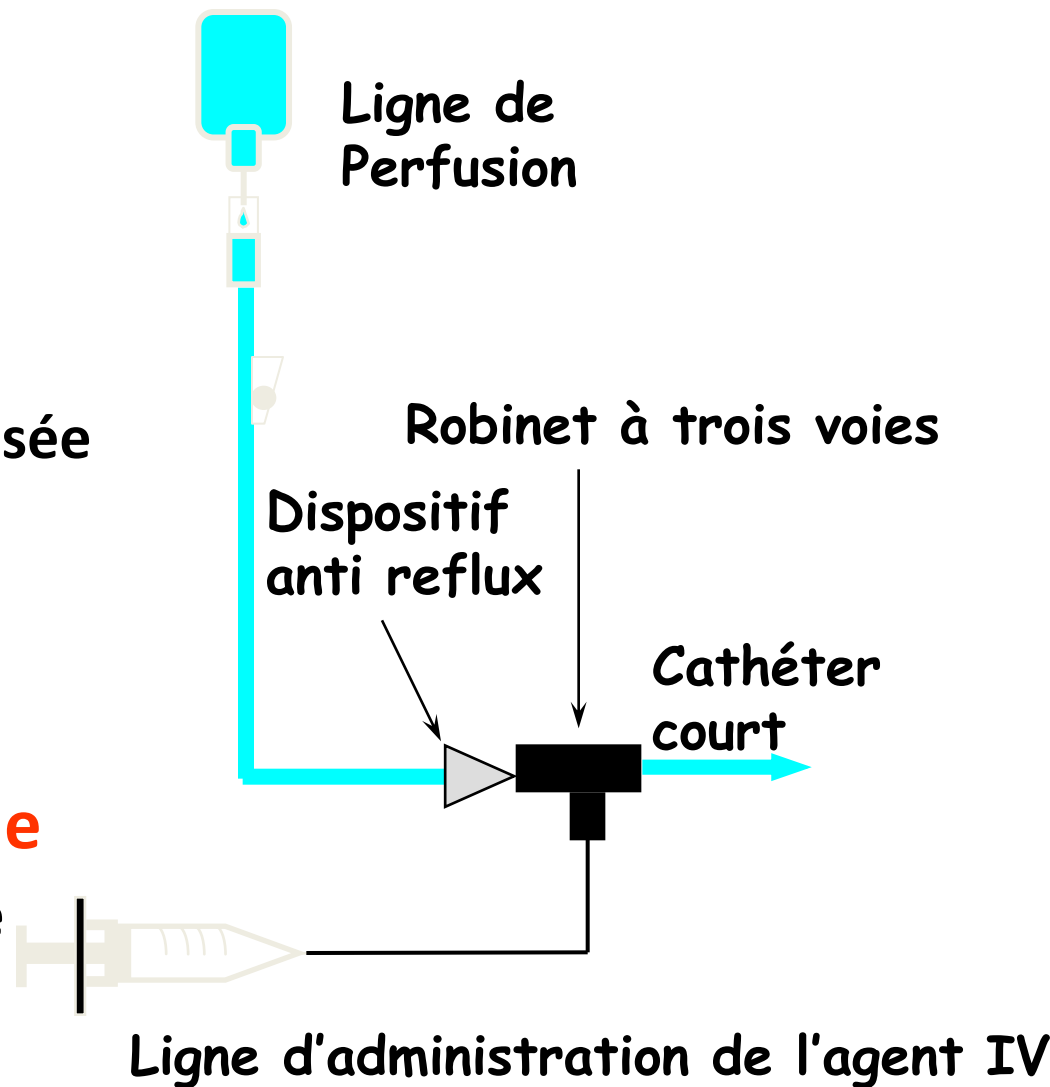 Ligne de
Perfusion
Robinet à trois voies
sée
Dispositif
anti reflux
Cathéter
court
e
e
Ligne d'administration de l'agent IV